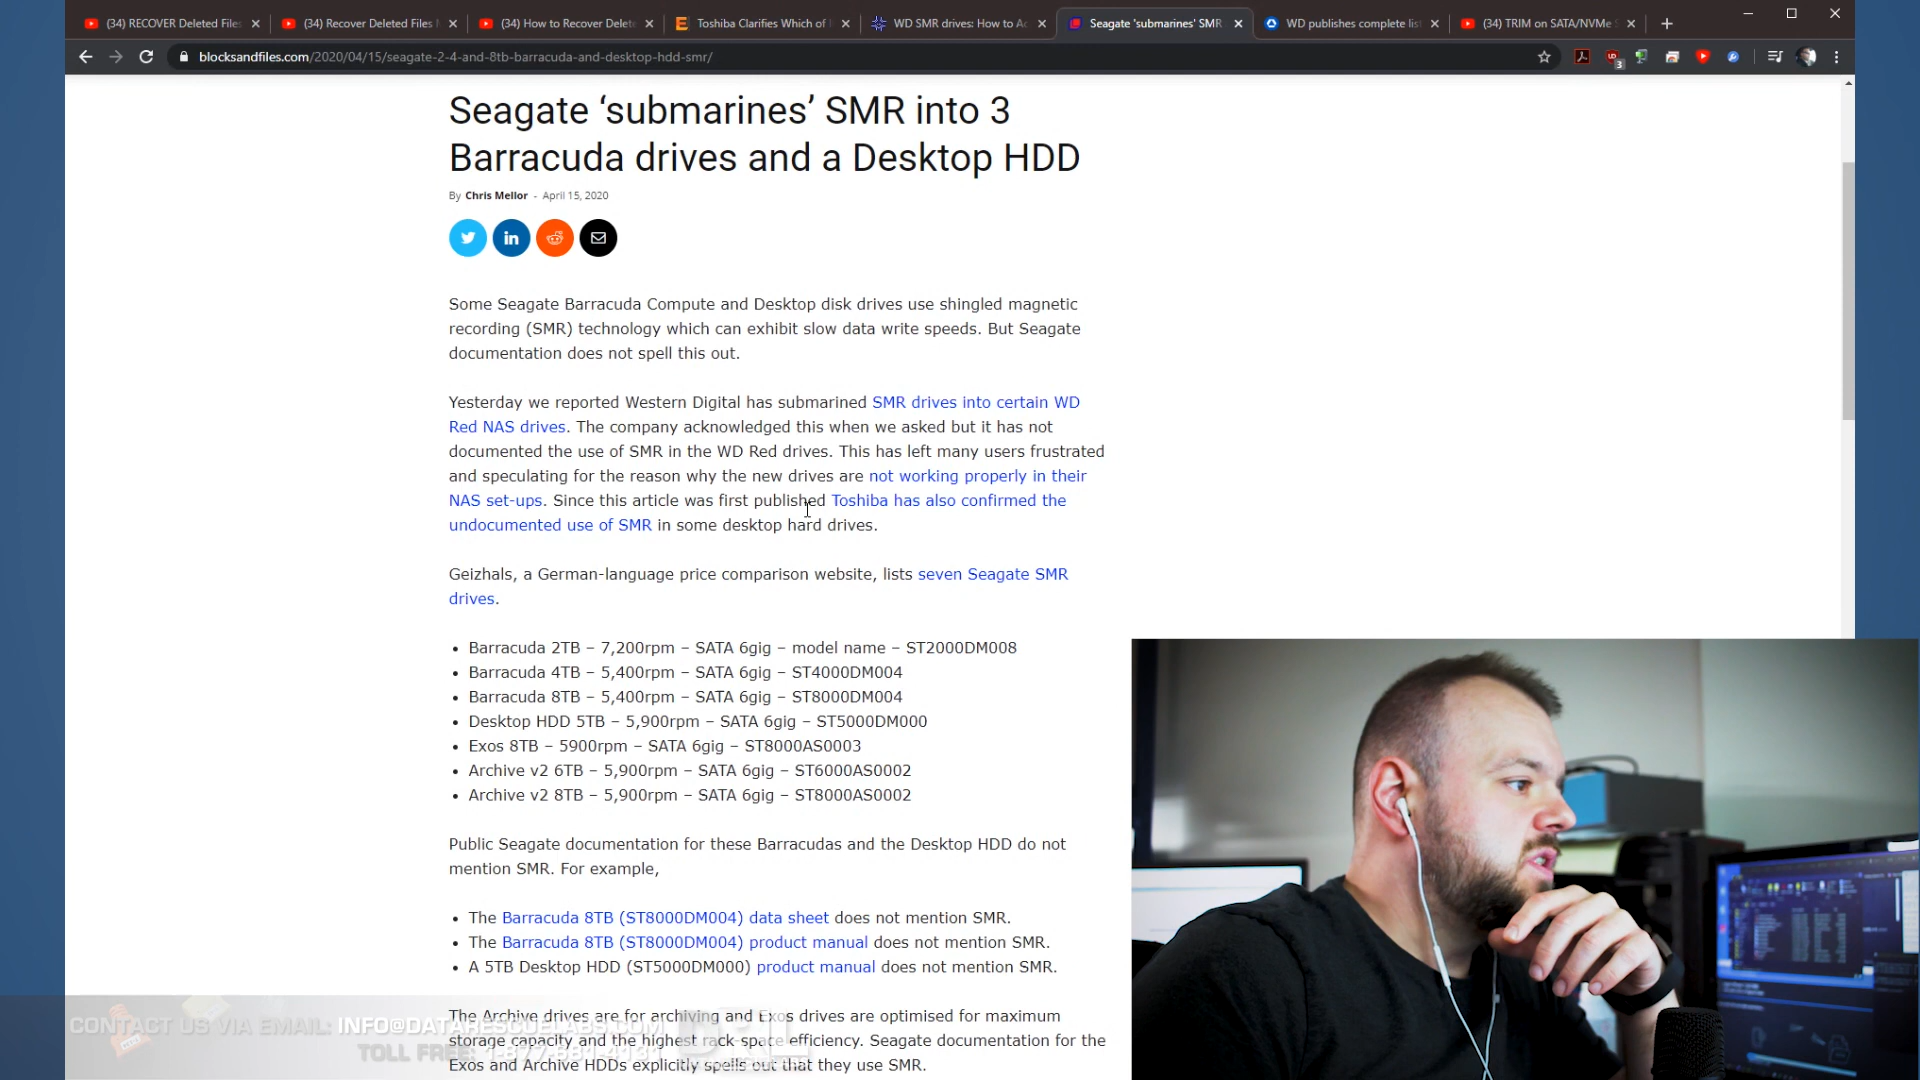 (34) RECOVER Deleted Files
(34) Recover Deleted Files
(34) How to Recover Delete
Toshiba Clarifies Which of
WD SMR drives: How to Ac
Seagate 'submarines' SMR
WD publishes complete list
(34) TRIM on SATA/NVMe
blocksandfiles.com/2020/04/15/seagate-2-4-and-8tb-barracuda-and-desktop-hdd-smr/
3
Seagate ‘submarines’ SMR into 3
Barracuda drives and a Desktop HDD
By Chris Mellor - April 15, 2020
in
Some Seagate Barracuda Compute and Desktop disk drives use shingled magnetic
recording (SMR) technology which can exhibit slow data write speeds. But Seagate
documentation does not spell this out.
Yesterday we reported Western Digital has submarined SMR drives into certain WD
Red NAS drives. The company acknowledged this when we asked but it has not
documented the use of SMR in the WD Red drives. This has left many users frustrated
and speculating for the reason why the new drives are not working properly in their
NAS set-ups. Since this article was first published Toshiba has also confirmed the
undocumented use of SMR in some desktop hard drives.
Geizhals, a German-language price comparison website, lists seven Seagate SMR
drives.
• Barracuda 2TB – 7,200rpm – SATA 6gig – model name – ST2000DM008
• Barracuda 4TB – 5,400rpm – SATA 6gig – ST4000DM004
• Barracuda 8TB – 5,400rpm – SATA 6gig – ST8000DM004
• Desktop HDD 5TB – 5,900rpm – SATA 6gig – ST5000DM000
• Exos 8TB – 5900rpm – SATA 6gig – ST8000AS0003
• Archive v2 6TB – 5,900rpm – SATA 6gig – ST6000AS0002
• Archive v2 8TB – 5,900rpm – SATA 6gig – ST8000AS0002
Public Seagate documentation for these Barracudas and the Desktop HDD do not
mention SMR. For example,
• The Barracuda 8TB (ST8000DM004) data sheet does not mention SMR.
• The Barracuda 8TB (ST8000DM004) product manual does not mention SMR.
• A 5TB Desktop HDD (ST5000DM000) product manual does not mention SMR.
The Archive drives are for archiving and Exos drives are optimised for maximum
storage capacity and the highest rack-space efficiency. Seagate documentation for the
Exos and Archive HDDs explicitly spells out that they use SMR.
CONTACT US VIA EMAIL: INFO@DATARESCUELABS.COM
TOLL FREE:
DRL